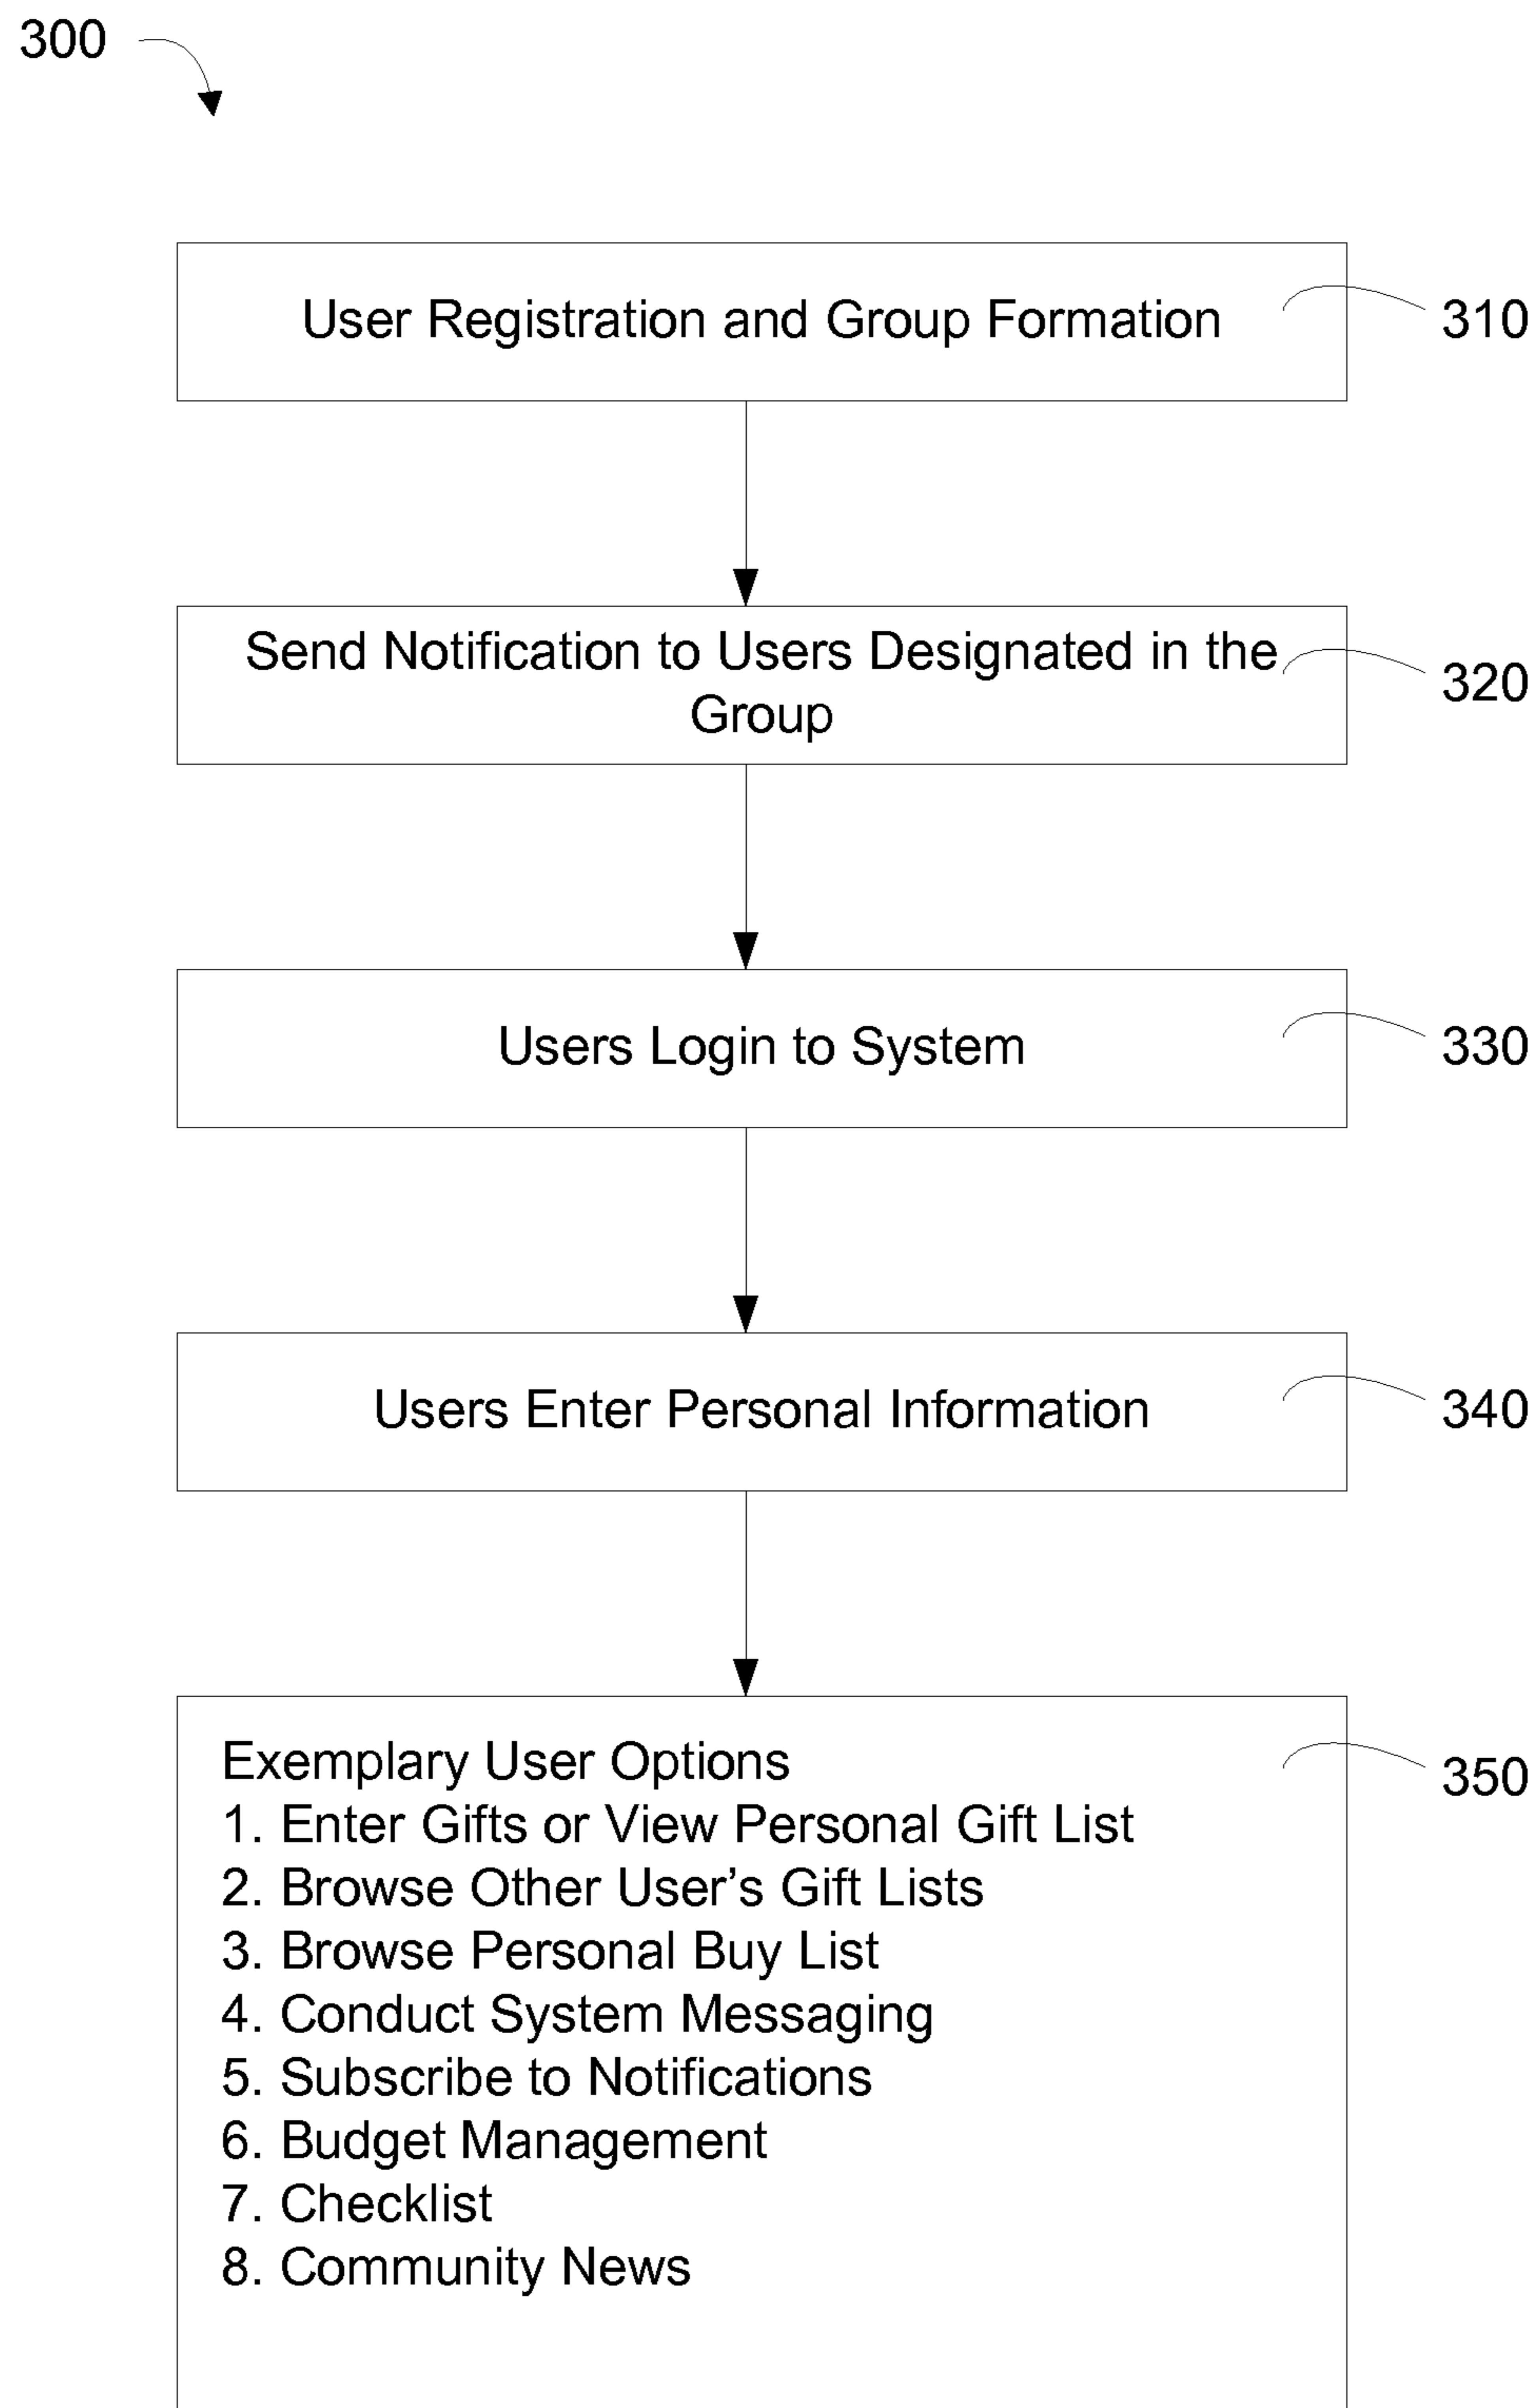 300
User Registration and Group Formation
310
Send Notification to Users Designated in the
Group
320
Users Login to System
330
Users Enter Personal Information
340
Exemplary User Options
350
1. Enter Gifts or View Personal Gift List
2. Browse Other User's Gift Lists
3. Browse Personal Buy List
4. Conduct System Messaging
5. Subscribe to Notifications
6. Budget Management
7. Checklist
8. Community News